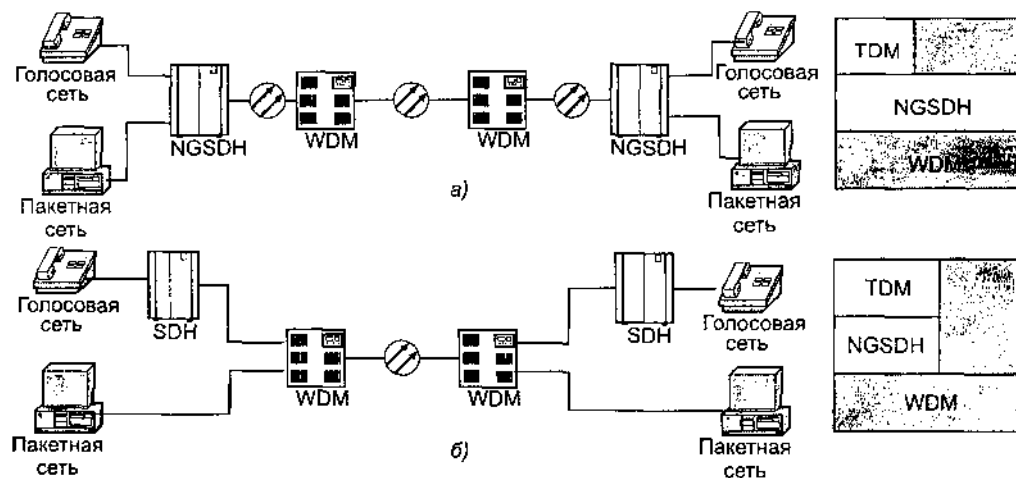 Голосовая
сеть
Пакетная
сеть
NGSDH
WDM
WDM
NGSDH
Голосовая
сеть
Пакетная
сеть
TDM
NGSDH
WDM
а)
Голосовая
сеть
SDH
Пакетная
сеть
WDM
WDM
SDH
Голосовая
сеть
Пакетная
сеть
TDM
NGSDH
WDM
б)